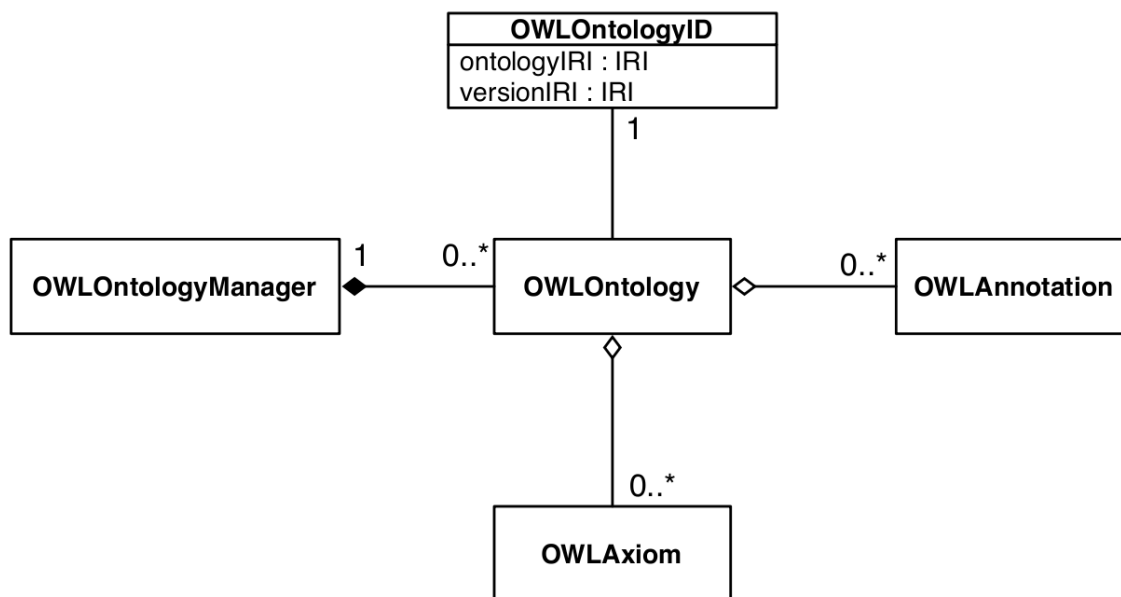 OWLOntologyID
ontologyIRI : IRI
versionIRI : IRI
1
1
0..*
0..*
OWLOntologyManager
OWLOntology
OWLAnnotation
0..*
OWLAxiom